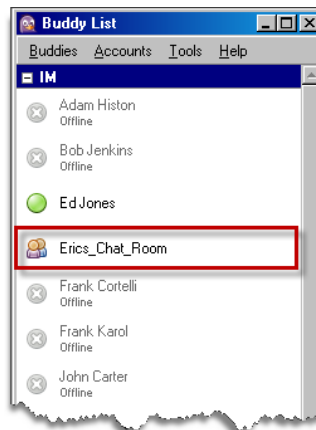 Buddy List
Buddies Accounts Tools Help
IM
Adam Histon
Offline
Bob Jenkins
Offline
Ed Jones
Erics_Chat_Room
Frank Cortelli
Offline
Frank Karol
Offline
John Carter
Offline